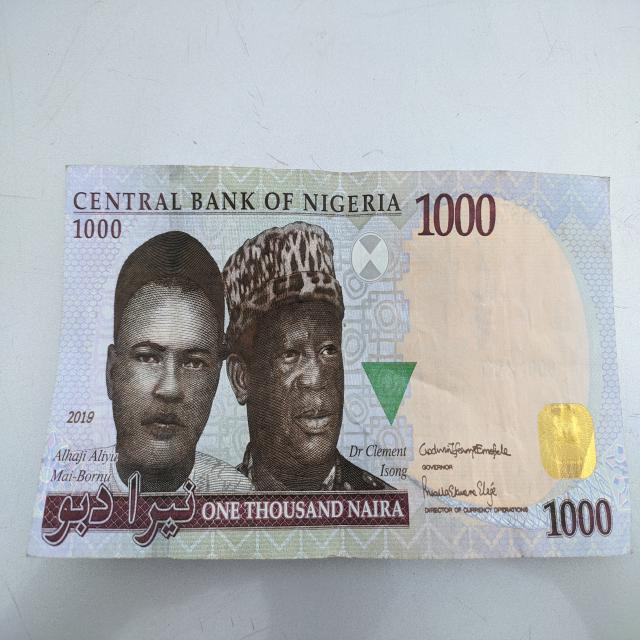 CENTRAL BANK OF NIGERIA
1000
1000
2019
Alhaji Aliyu
Mai-Bornu
Dr Clement
Isong
GOVERNOR
DIRECTOR OF CURRENCY OPERATIONS
نيرا دبو
ONE THOUSAND NAIRA
1000